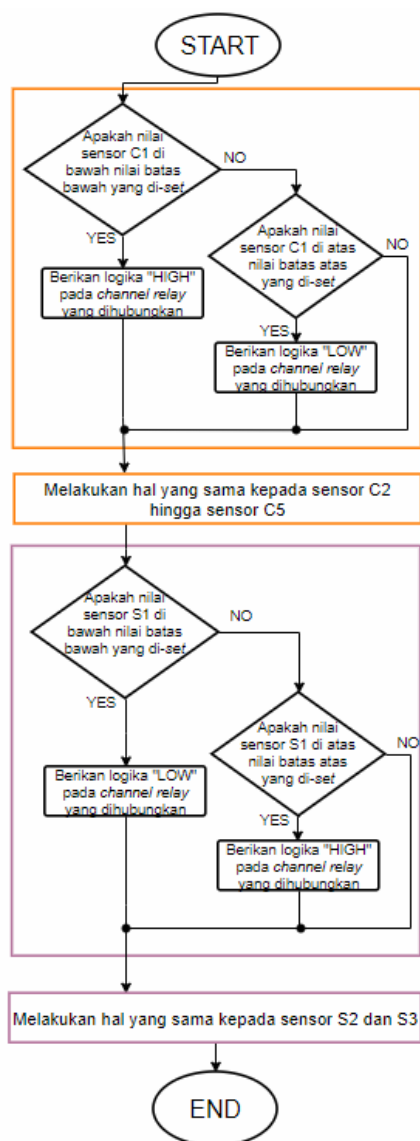 START
Apakah nilai
sensor C1 di
bawah nilai batas
bawah yang di-set
NO
YES
Apakah nilai
sensor C1 di atas
nilai batas atas
yang di-set
NO
Berikan logika "HIGH"
pada channel relay
yang dihubungkan
YES
Berikan logika "LOW"
pada channel relay
yang dihubungkan
Melakukan hal yang sama kepada sensor C2
hingga sensor C5
Apakah nilai
sensor S1 di
bawah nilai batas
bawah yang di-set
NO
YES
Apakah nilai
sensor S1 di atas
nilai batas atas
yang di-set
NO
Berikan logika "LOW"
pada channel relay
yang dihubungkan
YES
Berikan logika "HIGH"
pada channel relay
yang dihubungkan
Melakukan hal yang sama kepada sensor S2 dan S3
END